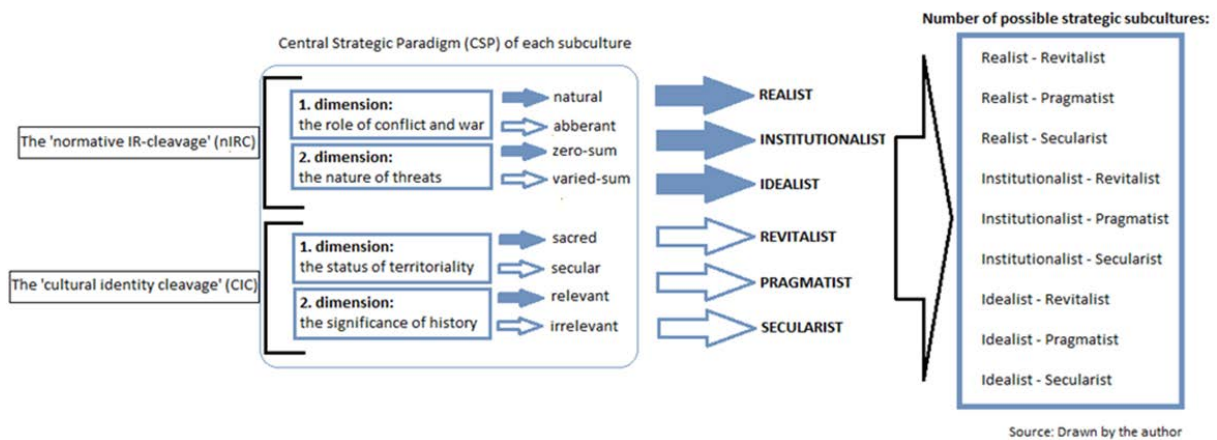 Number of possible strategic subcultures:
Central Strategic Paradigm (CSP) of each subculture
The 'normative IR-cleavage' (nIRC)
1. dimension:
the role of conflict and war
natural
abberant
2. dimension:
the nature of threats
zero-sum
varied-sum
The 'cultural identity cleavage' (CIC)
1. dimension:
the status of territoriality
sacred
secular
2. dimension:
the significance of history
relevant
irrelevant
REALIST
INSTITUTIONALIST
IDEALIST
REVITALIST
PRAGMATIST
SECULARIST
Realist - Revitalist
Realist - Pragmatist
Realist - Secularist
Institutionalist - Revitalist
Institutionalist - Pragmatist
Institutionalist - Secularist
Idealist - Revitalist
Idealist - Pragmatist
Idealist - Secularist
Source: Drawn by the author